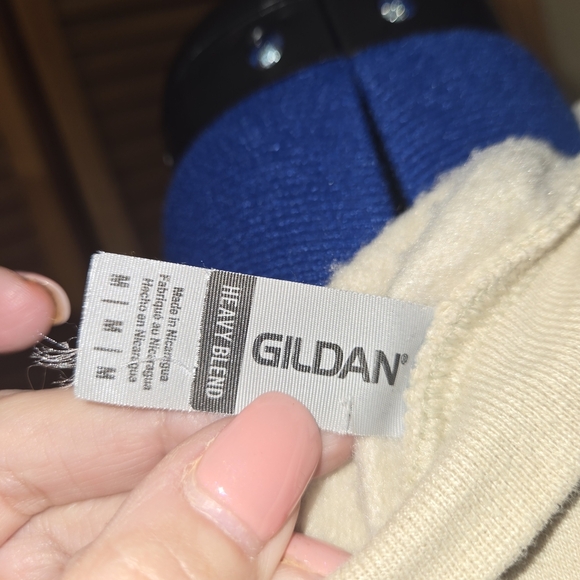 GILDAN®
HEAVY BLEND
Made in Nicaragua
Fabriqué au Nicaragua
Hecho en Nicaragua
M | M | M